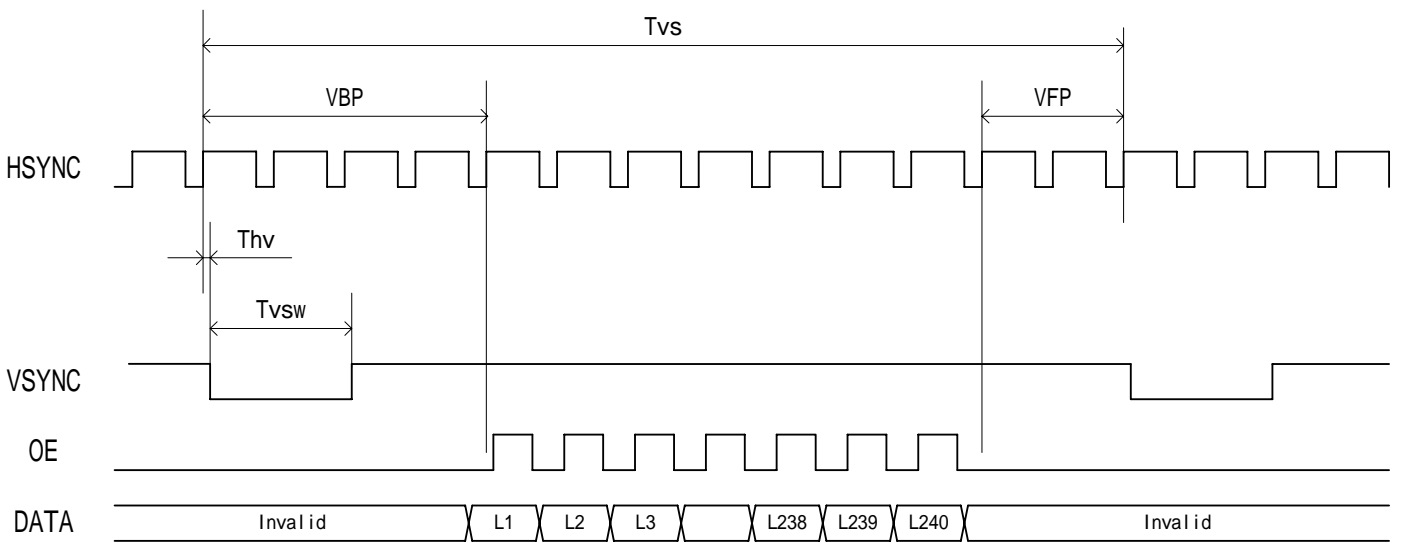 Tvs
VBP
VFP
HSYNC
Thv
Tvsw
VSYNC
OE
DATA
Invalid
L1
L2
L3
L238
L239
L240
Invalid